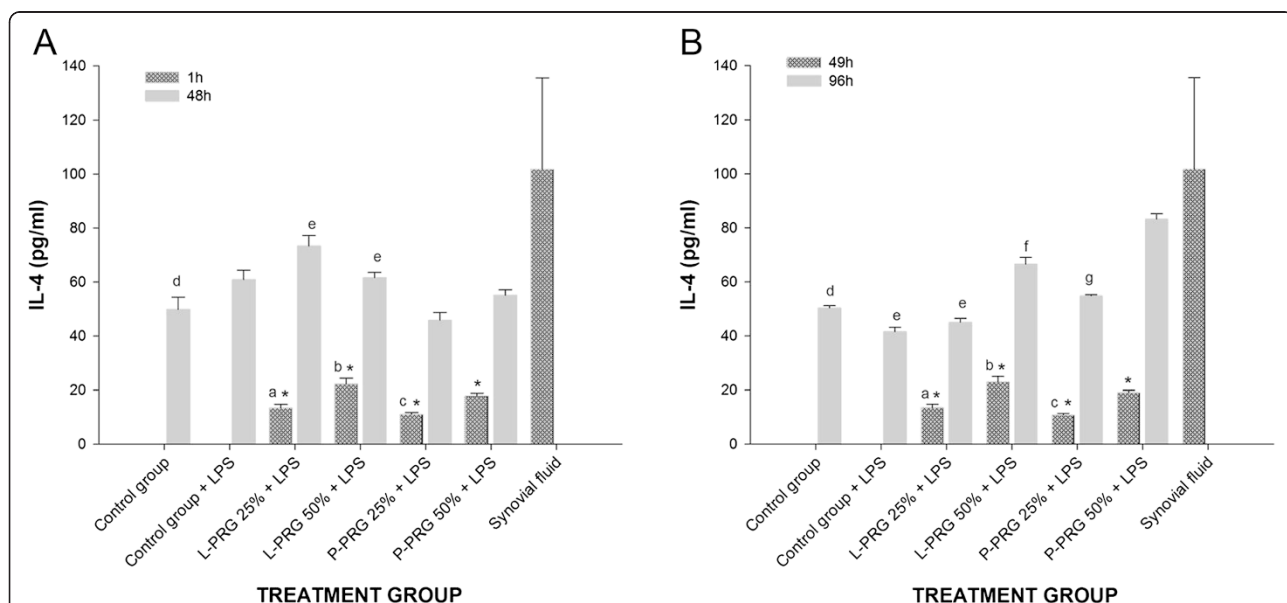 A
140
120
100
80
60
40
20
0
IL-4 (pg/ml)
1h
48h
d
e
e
a *
b *
c *
*
Control group
Control group + LPS
L-PRG 25% + LPS
L-PRG 50% + LPS
P-PRG 25% + LPS
P-PRG 50% + LPS
Synovial fluid
TREATMENT GROUP
B
140
120
100
80
60
40
20
0
IL-4 (pg/ml)
49h
96h
d
e
e
f
g
a *
b *
c *
*
Control group
Control group + LPS
L-PRG 25% + LPS
L-PRG 50% + LPS
P-PRG 25% + LPS
P-PRG 50% + LPS
Synovial fluid
TREATMENT GROUP